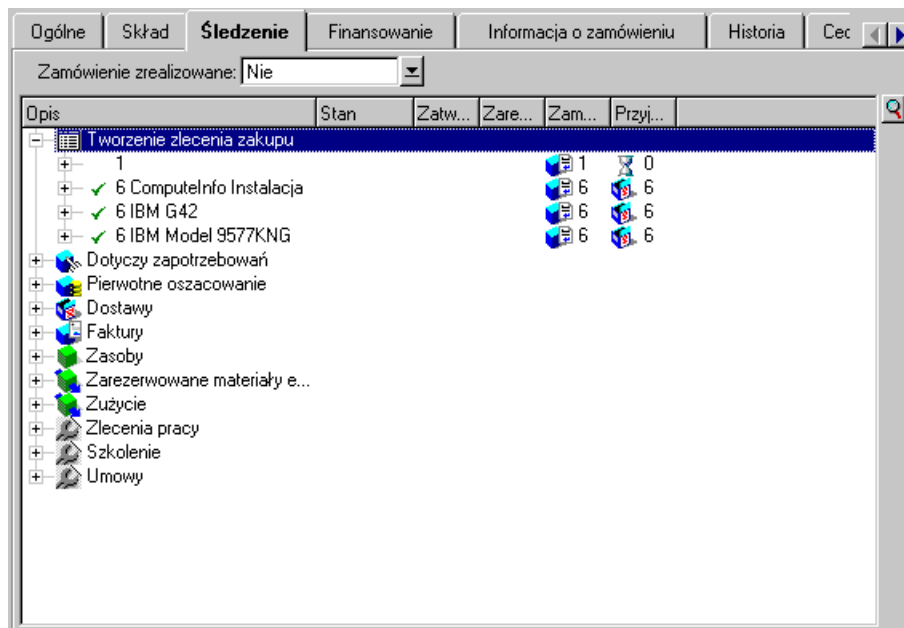 Ogólne Skład Śledzenie Finansowanie Informacja o zamówieniu Historia Cec
Zamówienie zrealizowane: Nie
Opis Stan Zatw... Zare... Zam... Przyj...
Tworzenie zlecenia zakupu
1 1 0
6 ComputeInfo Instalacja 6 6
6 IBM G42 6 6
6 IBM Model 9577KNG 6 6
Dotyczy zapotrzebowań
Pierwotne oszacowanie
Dostawy
Faktury
Zasoby
Zarezerwowane materiały e...
Zużycie
Zlecenia pracy
Szkolenie
Umowy